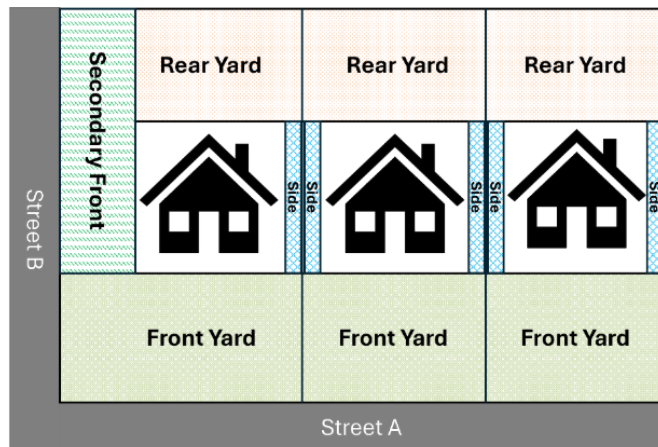 Secondary Front
Rear Yard
Rear Yard
Rear Yard
Side
Side
Side
Side
Side
Street B
Front Yard
Front Yard
Front Yard
Street A